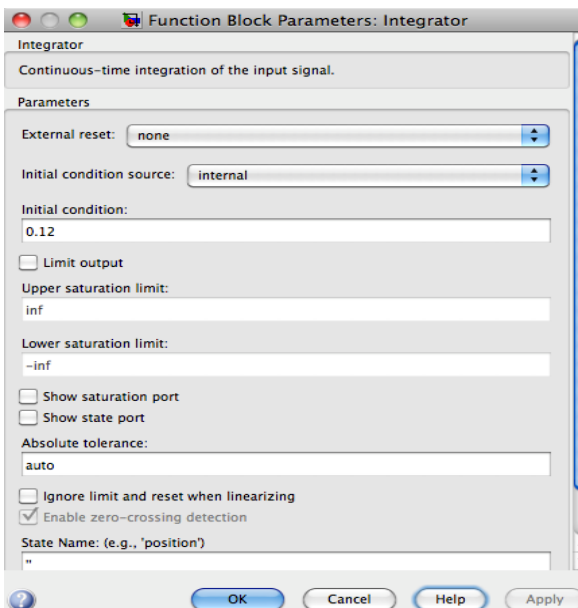 Function Block Parameters: Integrator
Integrator
Continuous-time integration of the input signal.
Parameters
External reset: none
Initial condition source: internal
Initial condition:
0.12
Limit output
Upper saturation limit:
inf
Lower saturation limit:
-inf
Show saturation port
Show state port
Absolute tolerance:
auto
Ignore limit and reset when linearizing
Enable zero-crossing detection
State Name: (e.g., 'position')
''
? OK Cancel Help Apply